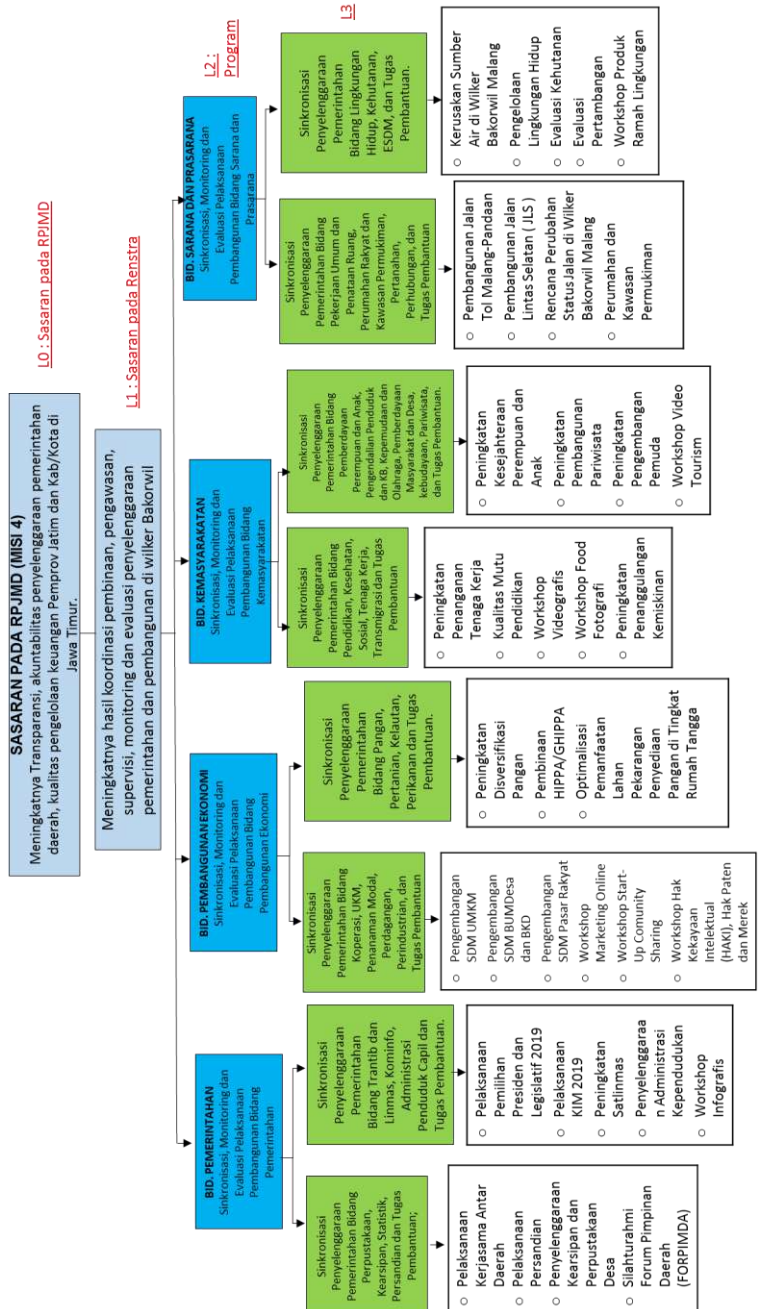 SASARAN PADA RPJMD (MISI 4)
Meningkatnya Transparansi, akuntabilitas penyelenggaraan pemerintahan
daerah, kualitas pengelolaan keuangan Pemprov Jatim dan Kab/Kota di
Jawa Timur.
L0 : Sasaran pada RPJMD
Meningkatnya hasil koordinasi pembinaan, pengawasan,
supervisi, monitoring dan evaluasi penyelenggaraan
pemerintahan dan pembangunan di wilker Bakorwil
L1 : Sasaran pada Renstra
BID. PEMERINTAHAN
Sinkronisasi, Monitoring dan
Evaluasi Pelaksanaan
Pembangunan Bidang
Pemerintahan
BID. PEMBANGUNAN EKONOMI
Sinkronisasi, Monitoring dan
Evaluasi Pelaksanaan
Pembangunan Bidang
Pembangunan Ekonomi
BID. KEMASYARAKATAN
Sinkronisasi, Monitoring dan
Evaluasi Pelaksanaan
Pembangunan Bidang
Kemasyarakatan
BID. SARANA DAN PRASARANA
Sinkronisasi, Monitoring dan
Evaluasi Pelaksanaan
Pembangunan Bidang Sarana dan
Prasarana
L2 :
Program
Sinkronisasi
Penyelenggaraan
Pemerintahan Bidang
Perpustakaan,
Kearsipan, Statistik,
Persandian dan Tugas
Pembantuan;
Sinkronisasi
Penyelenggaraan
Pemerintahan
Bidang Trantib dan
Linmas, Kominfo,
Administrasi
Penduduk Capil dan
Tugas Pembantuan.
Sinkronisasi
Penyelenggaraan
Pemerintahan Bidang
Koperasi, UKM,
Penanaman Modal,
Perdagangan,
Perindustrian, dan
Tugas Pembantuan
Sinkronisasi
Penyelenggaraan
Pemerintahan
Bidang Pangan,
Pertanian, Kelautan,
Perikanan dan Tugas
Pembantuan.
Sinkronisasi
Penyelenggaraan
Pemerintahan Bidang
Pendidikan, Kesehatan,
Sosial, Tenaga Kerja,
Transmigrasi dan Tugas
Pembantuan
Sinkronisasi
Penyelenggaraan
Pemerintahan Bidang
Pemberdayaan
Perempuan dan Anak,
Pengendalian Penduduk
dan KB, Kepemudaan dan
Olahraga, Pemberdayaan
Masyarakat dan Desa,
kebudayaan, Pariwisata,
dan Tugas Pembantuan.
Sinkronisasi
Penyelenggaraan
Pemerintahan Bidang
Pekerjaan Umum dan
Penataan Ruang,
Perumahan Rakyat dan
Kawasan Permukiman,
Pertanahan,
Perhubungan, dan
Tugas Pembantuan
Sinkronisasi
Penyelenggaraan
Pemerintahan
Bidang Lingkungan
Hidup, Kehutanan,
ESDM, dan Tugas
Pembantuan.
L3
○ Pelaksanaan
Kerjasama Antar
Daerah
○ Pelaksanaan
Persandian
○ Penyelenggaraan
Kearsipan dan
Perpustakaan
Desa
○ Silahturahmi
Forum Pimpinan
Daerah
(FORPIMDA)
○ Pelaksanaan
Pemilihan
Presiden dan
Legislatif 2019
○ Pelaksanaan
KIM 2019
○ Peningkatan
Satlinmas
○ Penyelenggaraa
n Administrasi
Kependudukan
○ Workshop
Infografis
○ Pengembangan
SDM UMKM
○ Pengembangan
SDM BUMDesa
dan BKD
○ Pengembangan
SDM Pasar Rakyat
○ Workshop
Marketing Online
○ Workshop Start-
Up Comunity
Sharing
○ Workshop Hak
Kekayaan
Intelektual
(HAKI), Hak Paten
dan Merek
○ Peningkatan
Disversifikasi
Pangan
○ Pembinaan
HIPPA/GHIPPA
○ Optimalisasi
Pemanfaatan
Lahan
Pekarangan
Penyediaan
Pangan di Tingkat
Rumah Tangga
○ Peningkatan
Penanganan
Tenaga Kerja
○ Kualitas Mutu
Pendidikan
○ Workshop
Videografis
○ Workshop Food
Fotografi
○ Peningkatan
Penanggulangan
Kemiskinan
○ Peningkatan
Kesejahteraan
Perempuan dan
Anak
○ Peningkatan
Pembangunan
Pariwisata
○ Peningkatan
Pengembangan
Pemuda
○ Workshop Video
Tourism
○ Pembangunan Jalan
Tol Malang-Pandaan
○ Pembangunan Jalan
Lintas Selatan ( JLS )
○ Rencana Perubahan
Status Jalan di Wilker
Bakorwil Malang
○ Perumahan dan
Kawasan
Permukiman
○ Kerusakan Sumber
Air di Wilker
Bakorwil Malang
○ Pengelolaan
Lingkungan Hidup
○ Evaluasi Kehutanan
○ Evaluasi
Pertambangan
○ Workshop Produk
Ramah Lingkungan